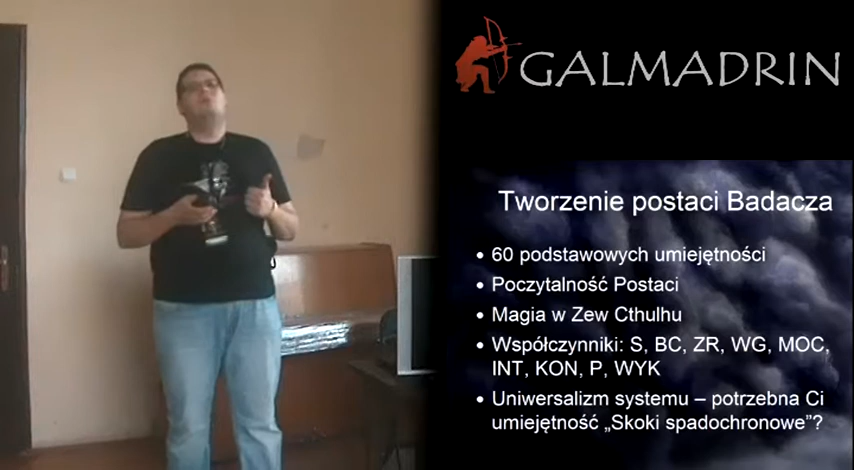 GALMADRIN
Tworzenie postaci Badacza
• 60 podstawowych umiejętności
• Poczytalność Postaci
• Magia w Zew Cthulhu
• Współczynniki: S, BC, ZR, WG, MOC,
INT, KON, P, WYK
• Uniwersalizm systemu – potrzebna Ci
umiejętność „Skoki spadochronowe”?